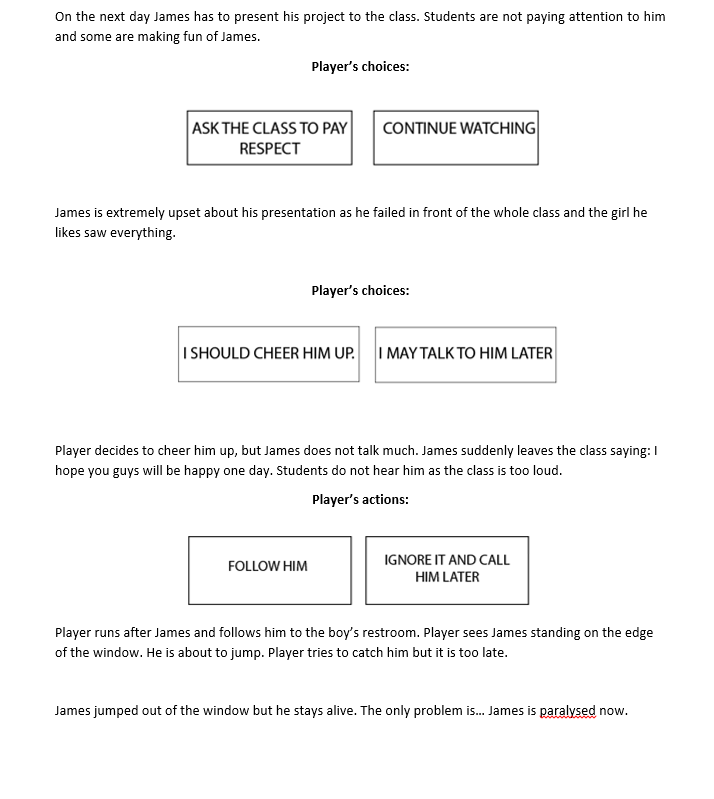 On the next day James has to present his project to the class. Students are not paying attention to him
and some are making fun of James.
Player's choices:
ASK THE CLASS TO PAY
RESPECT
CONTINUE WATCHING
James is extremely upset about his presentation as he failed in front of the whole class and the girl he
likes saw everything.
Player's choices:
I SHOULD CHEER HIM UP.
I MAY TALK TO HIM LATER
Player decides to cheer him up, but James does not talk much. James suddenly leaves the class saying: I
hope you guys will be happy one day. Students do not hear him as the class is too loud.
Player's actions:
FOLLOW HIM
IGNORE IT AND CALL
HIM LATER
Player runs after James and follows him to the boy's restroom. Player sees James standing on the edge
of the window. He is about to jump. Player tries to catch him but it is too late.
James jumped out of the window but he stays alive. The only problem is... James is paralysed now.